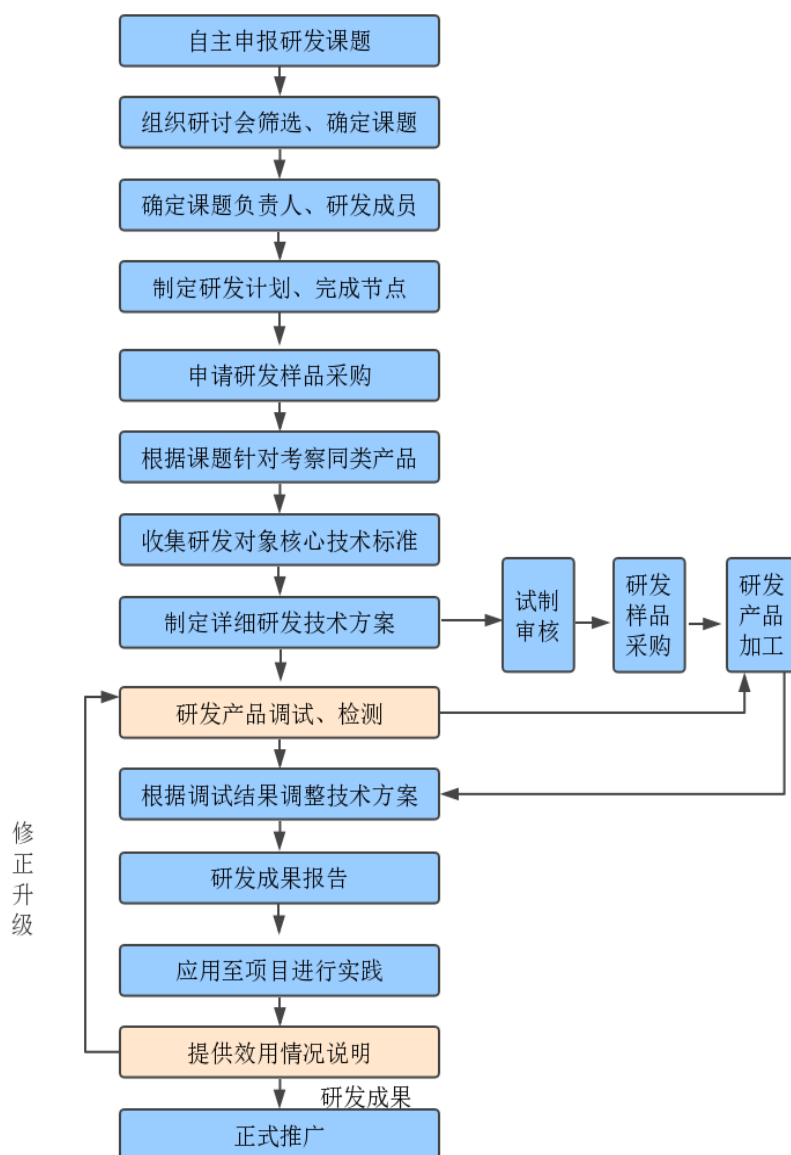 自主申报研发课题
组织研讨会筛选、确定课题
确定课题负责人、研发成员
制定研发计划、完成节点
申请研发样品采购
根据课题针对考察同类产品
收集研发对象核心技术标准
制定详细研发技术方案
试制
审核
研发
样品
采购
研发
产品
加工
研发产品调试、检测
根据调试结果调整技术方案
修正升级
研发成果报告
应用至项目进行实践
提供效用情况说明
研发成果
正式推广